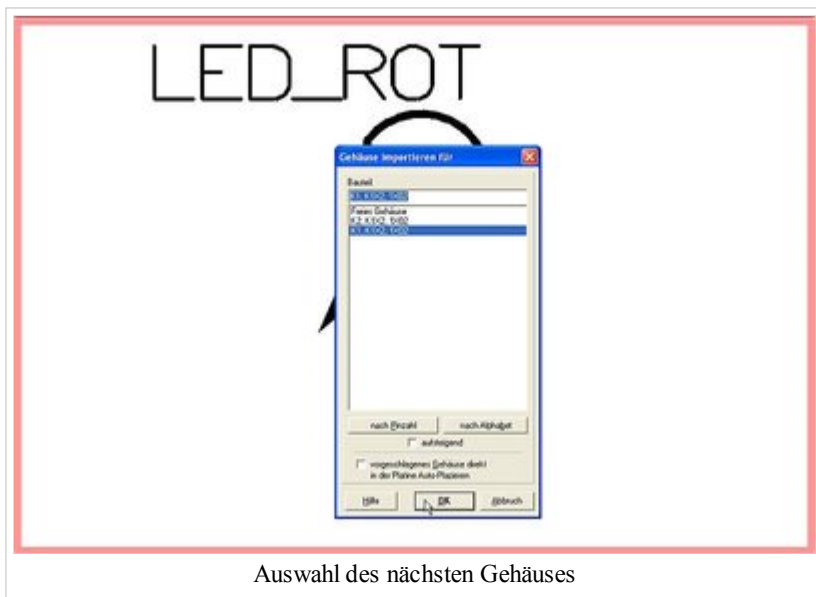 LED_ROT
Gehäuse importieren für
Bauteil
Freies Gehäuse
nach Pinzahl nach Alphabet
aufsteigend
vorgeschlagenes Gehäuse direkt
in der Platine Auto-Plazieren
Hilfe OK Abbruch
Auswahl des nächsten Gehäuses